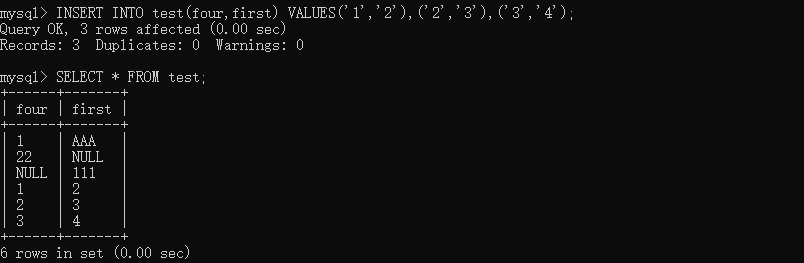 mysql> INSERT INTO test(four,first) VALUES('1','2'),('2','3'),('3','4');
Query OK, 3 rows affected (0.00 sec)
Records: 3  Duplicates: 0  Warnings: 0
mysql> SELECT * FROM test;
+------+-------+
| four | first |
+------+-------+
| 1    | AAA   |
| 22   | NULL  |
| NULL | 111   |
| 1    | 2     |
| 2    | 3     |
| 3    | 4     |
+------+-------+
6 rows in set (0.00 sec)